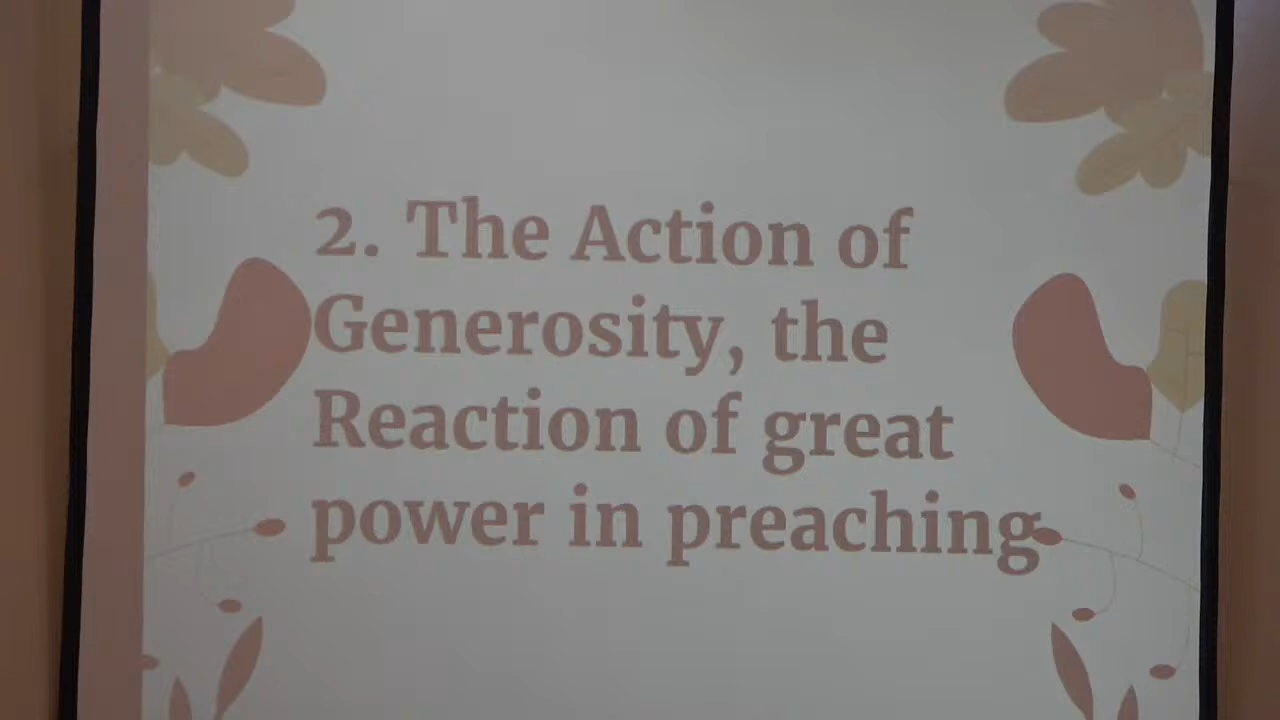 2. The Action of
Generosity, the
Reaction of great
power in preaching